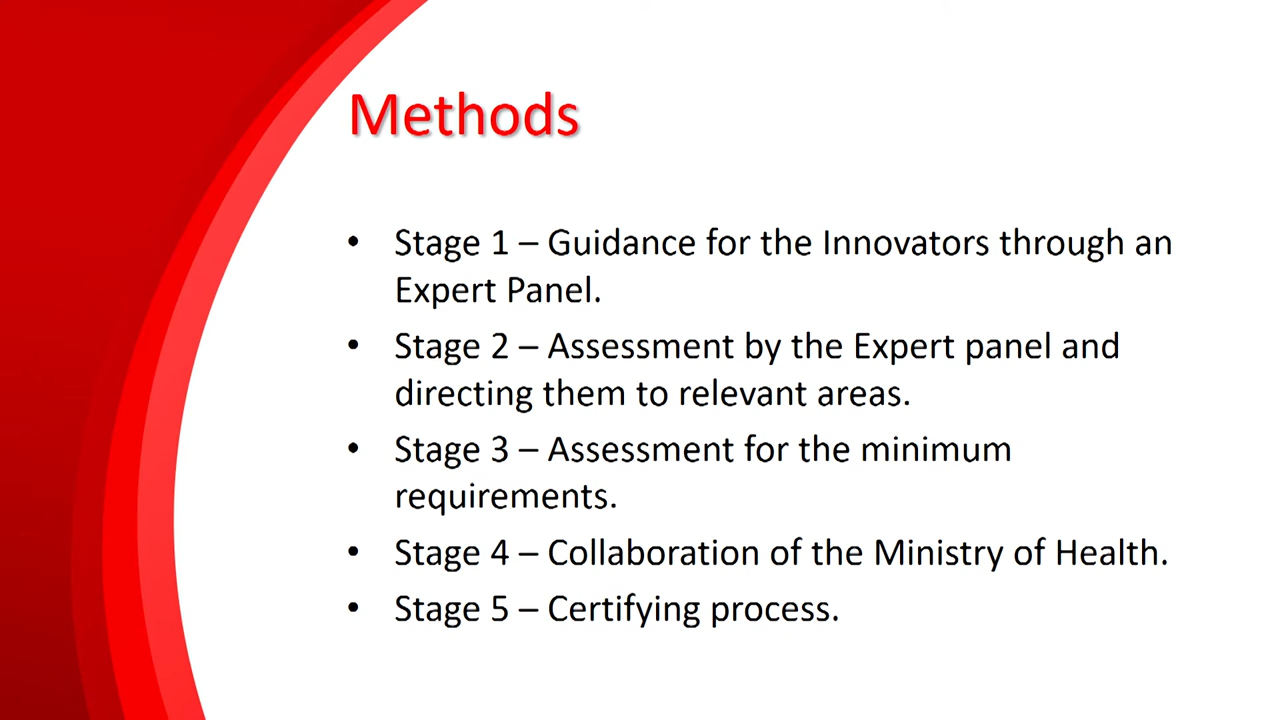 Methods
• Stage 1 – Guidance for the Innovators through an
Expert Panel.
• Stage 2 – Assessment by the Expert panel and
directing them to relevant areas.
• Stage 3 – Assessment for the minimum
requirements.
• Stage 4 – Collaboration of the Ministry of Health.
• Stage 5 – Certifying process.